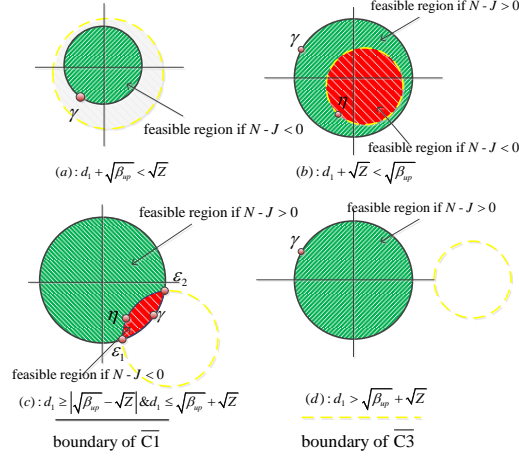 feasible region if N - J > 0
γ
η
γ
feasible region if N - J < 0
feasible region if N - J < 0
(a) : d₁ + √β_up < √Z
(b) : d₁ + √Z < √β_up
feasible region if N - J > 0
feasible region if N - J > 0
γ
ε₂
η
γ
ε₁
feasible region if N - J < 0
(c) : d₁ ≥ |√β_up − √Z| &d₁ ≤ √β_up + √Z
(d) : d₁ > √β_up + √Z
boundary of C̅1̅
boundary of C̅3̅